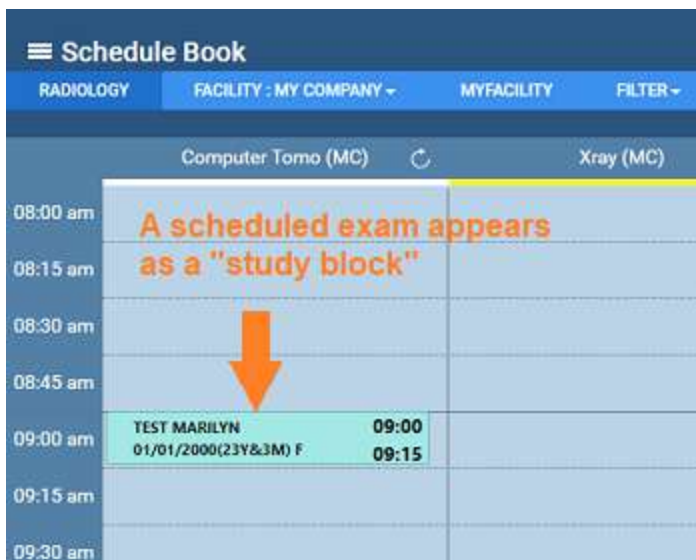 Schedule Book
RADIOLOGY FACILITY : MY COMPANY MYFACILITY FILTER
Computer Tomo (MC) Xray (MC)
08:00 am
A scheduled exam appears
as a "study block"
08:15 am
08:30 am
08:45 am
09:00 am
TEST MARILYN 09:00
01/01/2000(23Y&3M) F 09:15
09:15 am
09:30 am